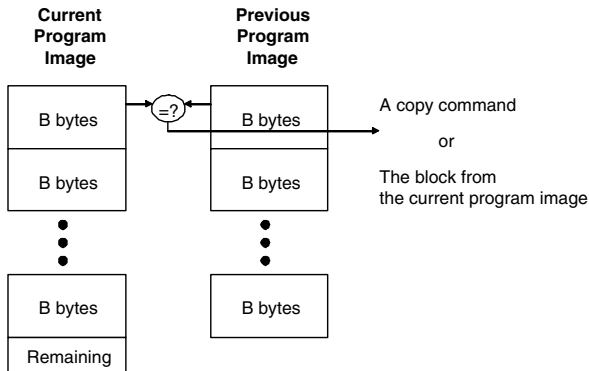 Current
Program
Image
Previous
Program
Image
B bytes
=?
B bytes
A copy command
or
B bytes
B bytes
The block from
the current program image
B bytes
B bytes
Remaining